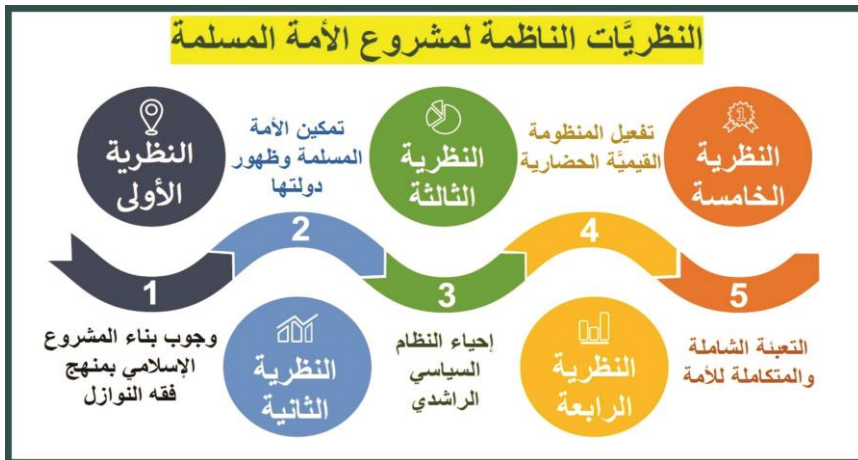 النظريَّات الناظمة لمشروع الأمة المسلمة
النظرية
الأولى
1
وجوب بناء المشروع
الإسلامي بمنهج
فقه النوازل
تمكين الأمة
المسلمة وظهور
دولتها
2
النظرية
الثانية
النظرية
الثالثة
3
إحياء النظام
السياسي
الراشدي
تفعيل المنظومة
القيميَّة الحضارية
4
النظرية
الرابعة
1
النظرية
الخامسة
5
التعبئة الشاملة
والمتكاملة للأمة